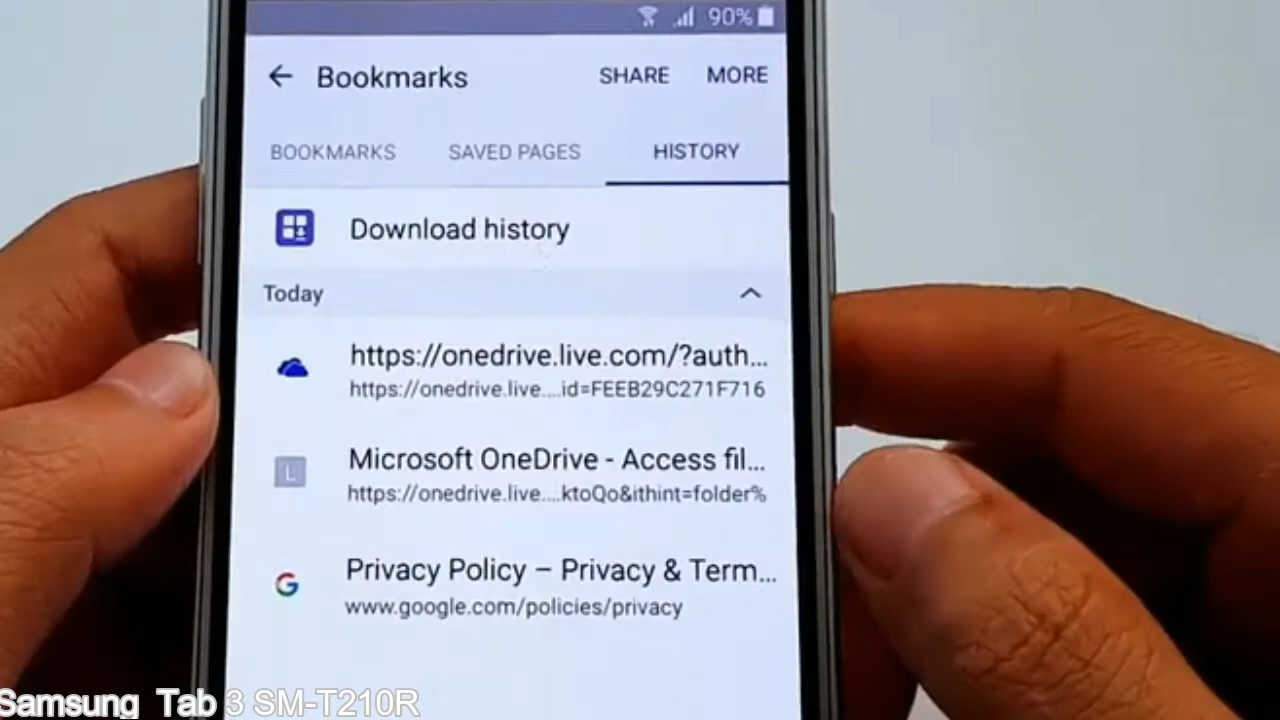 90%
Bookmarks SHARE MORE
BOOKMARKS SAVED PAGES HISTORY
Download history
Today
https://onedrive.live.com/?auth...
https://onedrive.live....id=FEEB29C271F716
L
Microsoft OneDrive - Access fil...
https://onedrive.live....ktoQo&ithint=folder%
G
Privacy Policy – Privacy & Term...
www.google.com/policies/privacy
Samsung Tab 3 SM-T210R